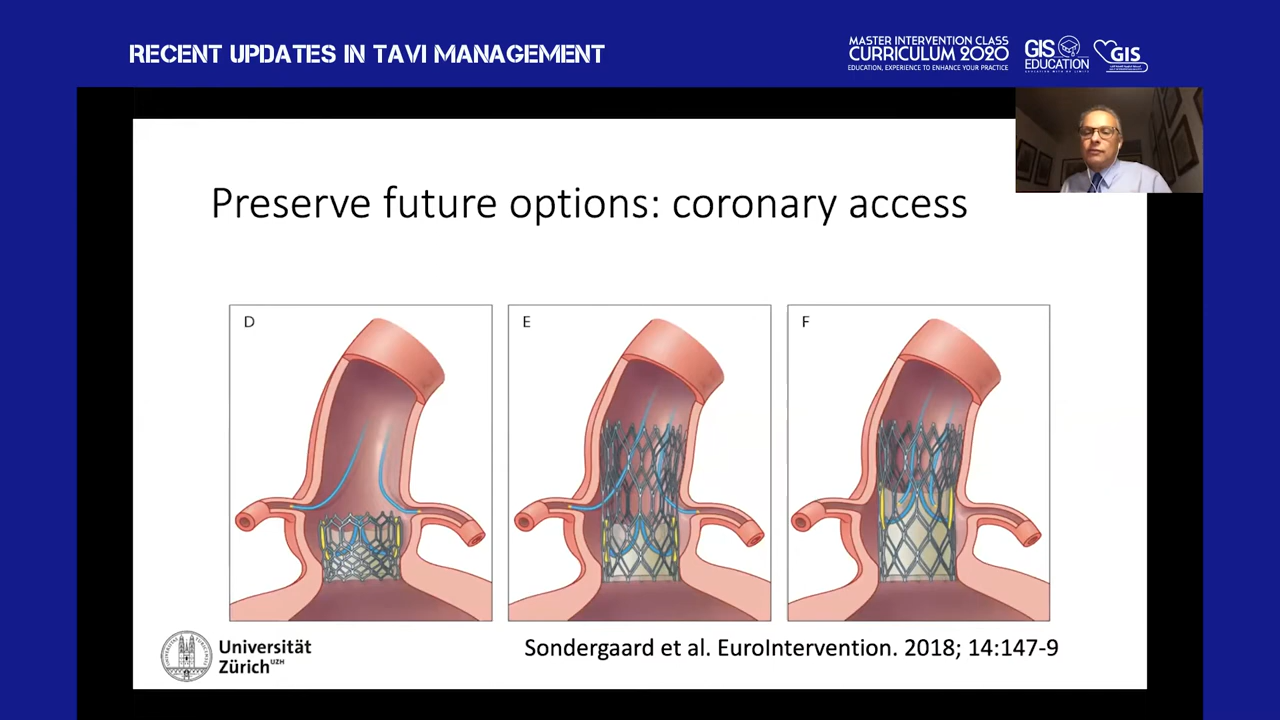 RECENT UPDATES IN TAVI MANAGEMENT
MASTER INTERVENTION CLASS
CURRICULUM 2020
EDUCATION, EXPERIENCE TO ENHANCE YOUR PRACTICE
GIS
EDUCATION
GIS
Preserve future options: coronary access
D
E
F
Universität
Zürich UZH
Sondergaard et al. EuroIntervention. 2018; 14:147-9